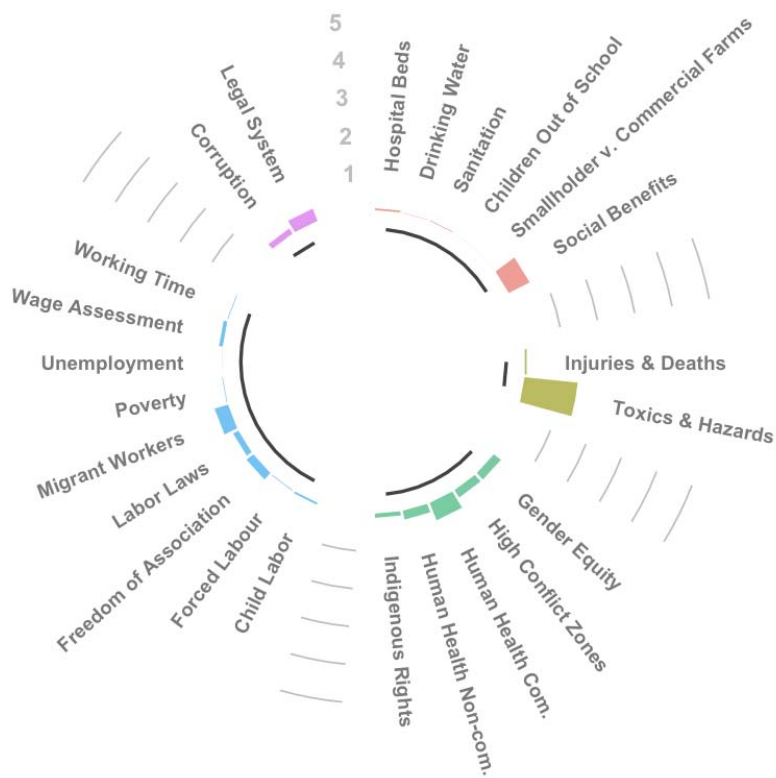 5
4
3
2
1
Hospital Beds
Drinking Water
Sanitation
Children Out of School
Smallholder v. Commercial Farms
Social Benefits
Injuries & Deaths
Toxics & Hazards
Gender Equity
High Conflict Zones
Human Health Com.
Human Health Non-com.
Indigenous Rights
Child Labor
Forced Labour
Freedom of Association
Labor Laws
Migrant Workers
Poverty
Unemployment
Wage Assessment
Working Time
Corruption
Legal System